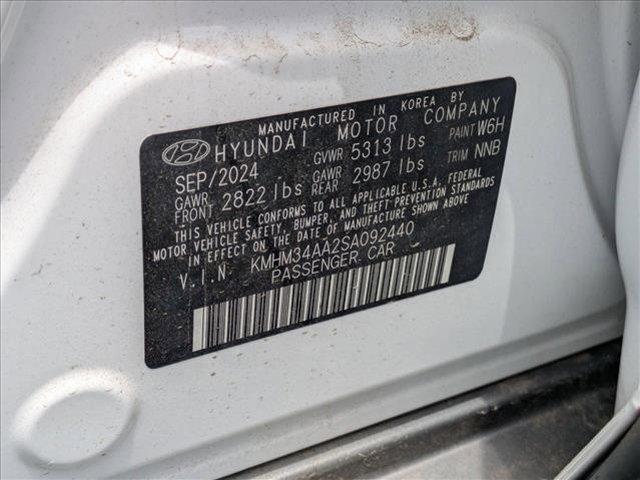 MANUFACTURED IN KOREA BY
HYUNDAI MOTOR COMPANY
SEP/2024 GVWR 5313 lbs PAINT W6H
GAWR FRONT 2822 lbs GAWR REAR 2987 lbs TRIM NNB
THIS VEHICLE CONFORMS TO ALL APPLICABLE U.S.A. FEDERAL
MOTOR VEHICLE SAFETY, BUMPER, AND THEFT PREVENTION STANDARDS
IN EFFECT ON THE DATE OF MANUFACTURE SHOWN ABOVE.
V.I.N. KMHM34AA2SA092440
PASSENGER CAR